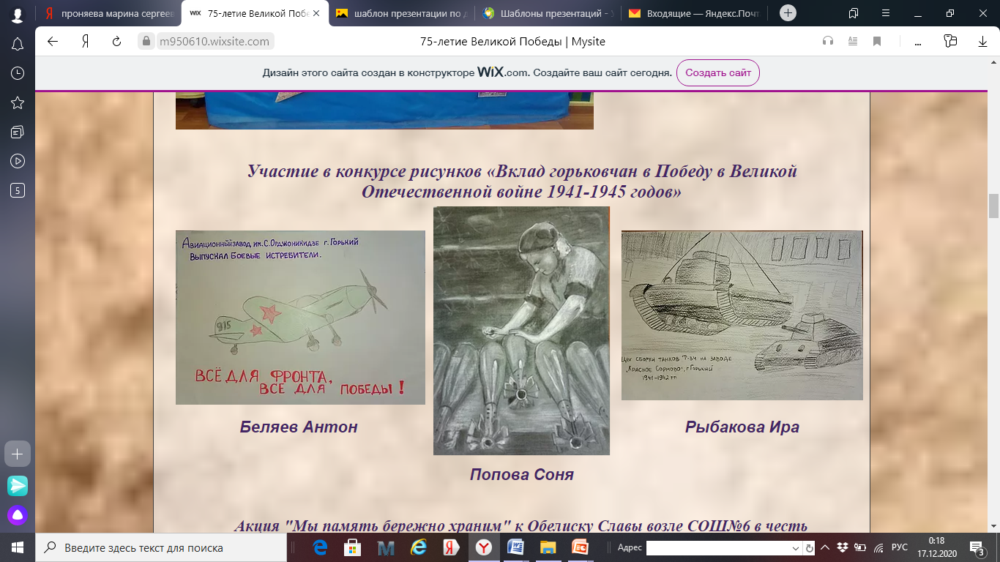 проняева марина сергеев
WiX
75-летие Великой Побе
шаблон презентации по д
Шаблоны презентаций - У
Входящие — Яндекс.Почт
m950610.wixsite.com
75-летие Великой Победы | Mysite
Дизайн этого сайта создан в конструкторе WiX.com. Создайте ваш сайт сегодня.
Создать сайт
5
Участие в конкурсе рисунков «Вклад горьковчан в Победу в Великой
Отечественной войне 1941-1945 годов»
Авиационный завод им. С. Орджоникидзе г. Горький
выпускал боевые истребители.
915
ВСЁ ДЛЯ ФРОНТА,
ВСЕ ДЛЯ ПОБЕДЫ!
Цех сборки танков Т-34 на заводе
„Красное Сормово", г. Горький
1941-1942 гг
Беляев Антон
Рыбакова Ира
Попова Соня
Акция "Мы память бережно храним" к Обелиску Славы возле СОШ№6 в честь
Введите здесь текст для поиска
Адрес
РУС
0:18
17.12.2020
3